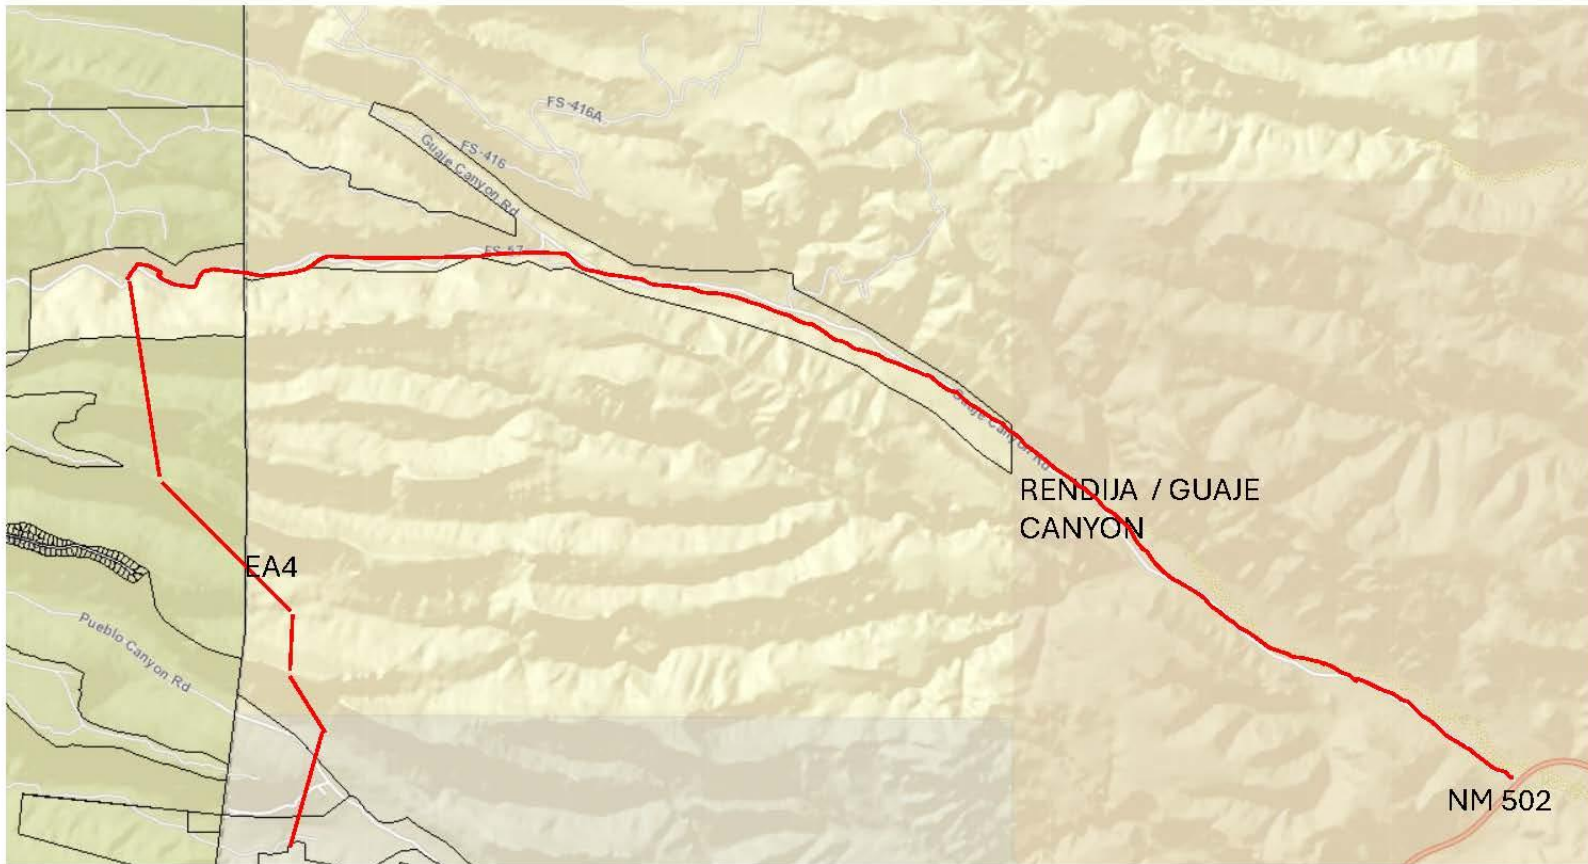 FS-416A
FS-416
Guaje Canyon Rd
FS-57
Guaje Canyon Rd
RENDIJA / GUAJE
CANYON
EA4
Pueblo Canyon Rd
NM 502